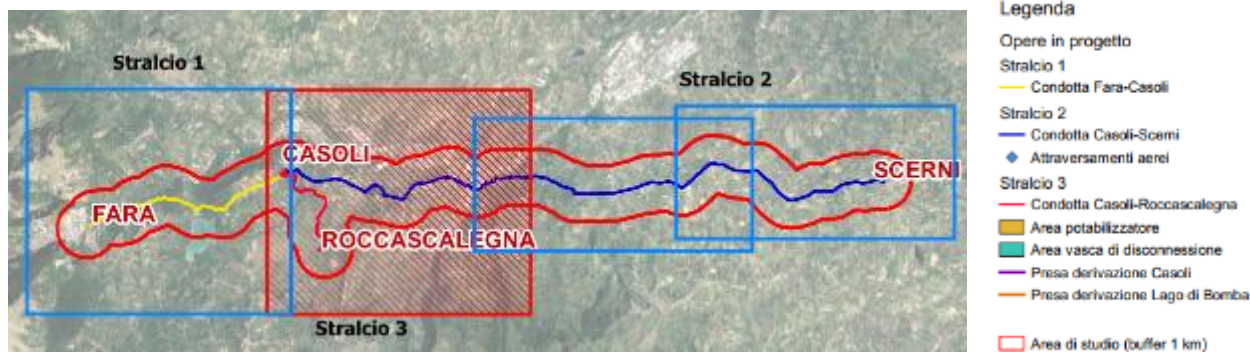 Stralcio 1
Stralcio 2
CASOLI
SCERNI
FARA
ROCCASCALEGNA
Stralcio 3
Legenda
Opere in progetto
Stralcio 1
Condotta Fara-Casoli
Stralcio 2
Condotta Casoli-Scerni
Attraversamenti aerei
Stralcio 3
Condotta Casoli-Roccascalegna
Area potabilizzatore
Area vasca di disconnessione
Presa derivazione Casoli
Presa derivazione Lago di Bomba
Area di studio (buffer 1 km)